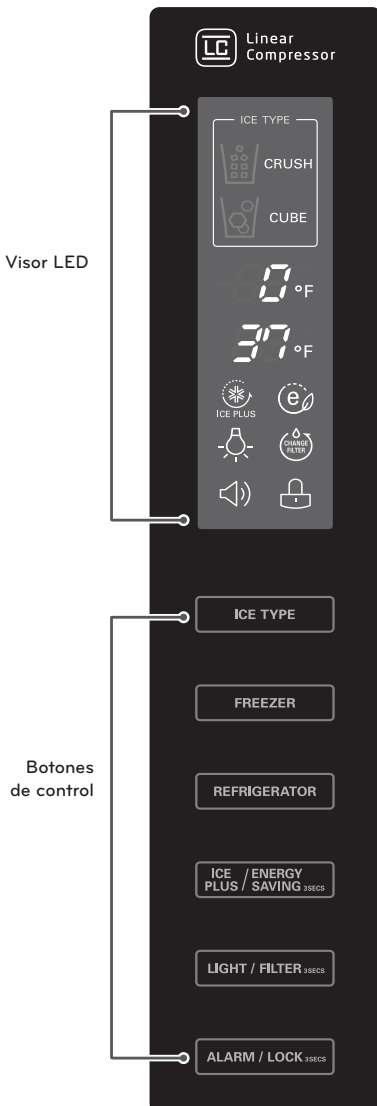 LC Linear
Compressor
ICE TYPE
CRUSH
CUBE
Visor LED
0 °F
37 °F
ICE PLUS
e
CHANGE
FILTER
ICE TYPE
FREEZER
Botones
de control
REFRIGERATOR
ICE / ENERGY
PLUS / SAVING 3SECS
LIGHT / FILTER 3SECS
ALARM / LOCK 3SECS